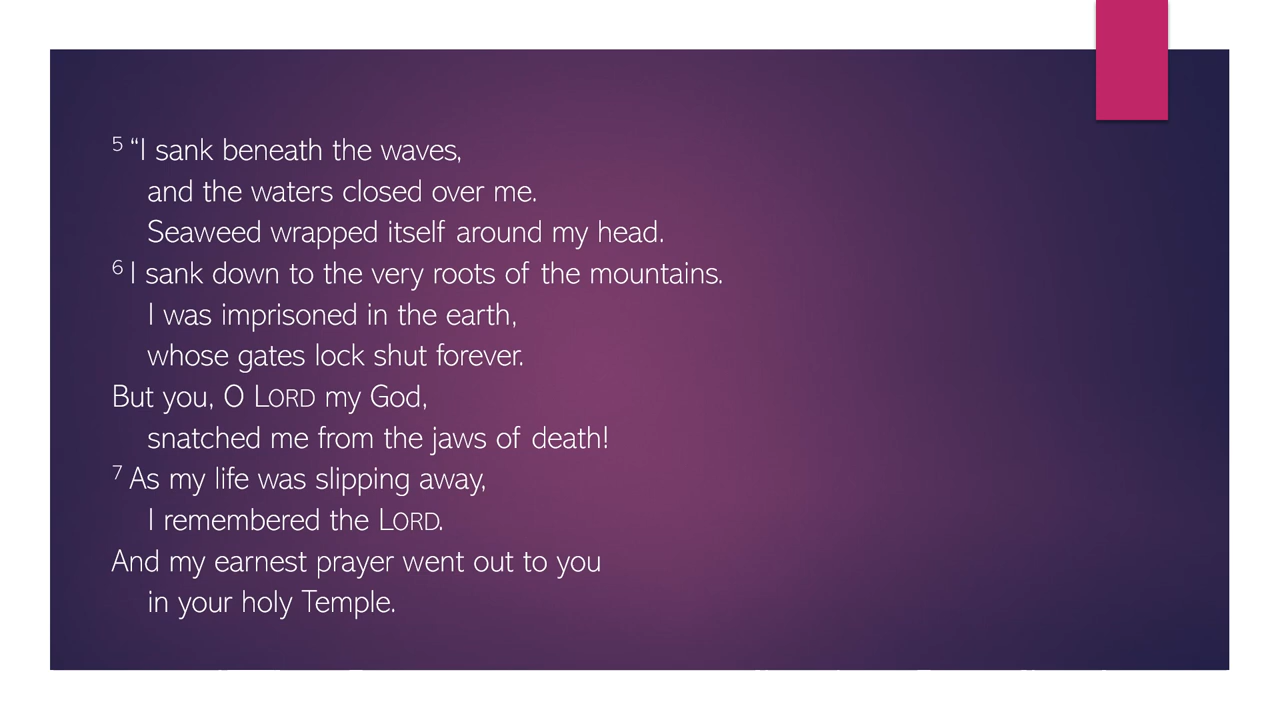 5 “I sank beneath the waves,
and the waters closed over me.
Seaweed wrapped itself around my head.
6 I sank down to the very roots of the mountains.
I was imprisoned in the earth,
whose gates lock shut forever.
But you, O LORD my God,
snatched me from the jaws of death!
7 As my life was slipping away,
I remembered the LORD.
And my earnest prayer went out to you
in your holy Temple.